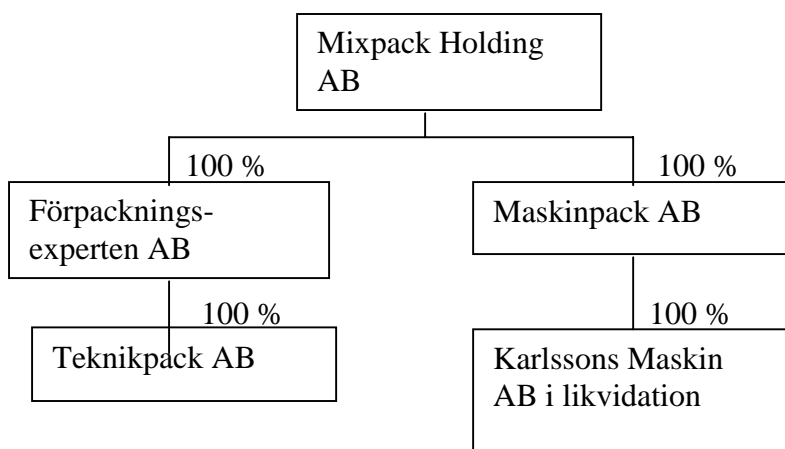 Mixpack Holding
AB
100 %
100 %
Förpacknings-
experten AB
Maskinpack AB
100 %
100 %
Teknikpack AB
Karlssons Maskin
AB i likvidation